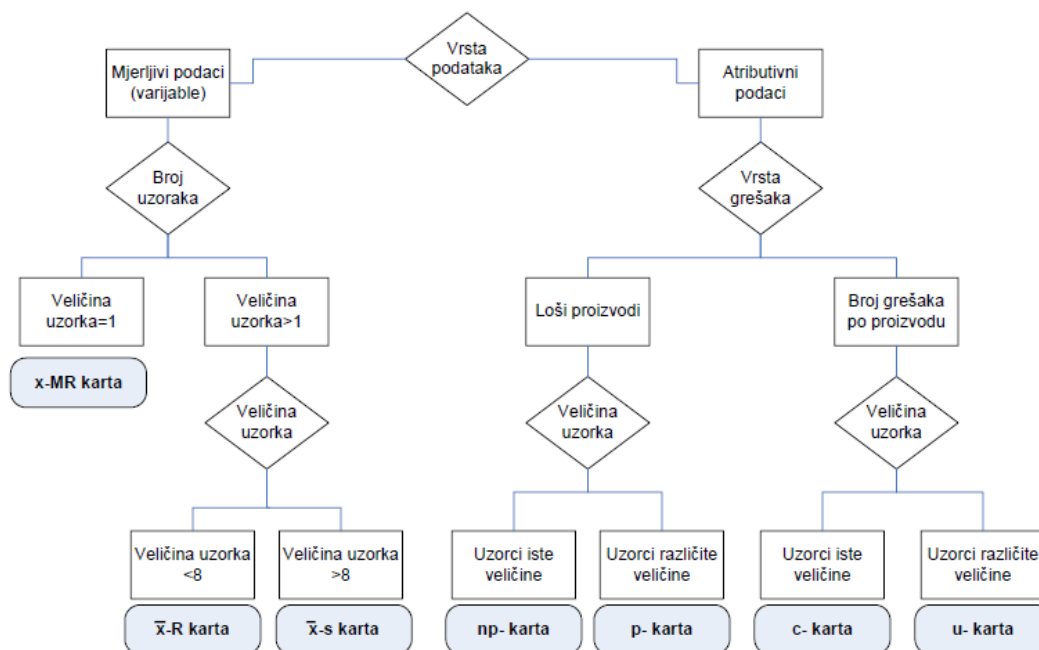 Vrsta
podataka
Mjerljivi podaci
(varijable)
Atributivni
podaci
Broj
uzoraka
Vrsta
grešaka
Veličina
uzorka=1
Veličina
uzorka>1
Loši proizvodi
Broj grešaka
po proizvodu
x-MR karta
Veličina
uzorka
Veličina
uzorka
Veličina
uzorka
Veličina uzorka
<8
Veličina uzorka
>8
Uzorci iste
veličine
Uzorci različite
veličine
Uzorci iste
veličine
Uzorci različite
veličine
x̅-R karta
x̅-s karta
np- karta
p- karta
c- karta
u- karta